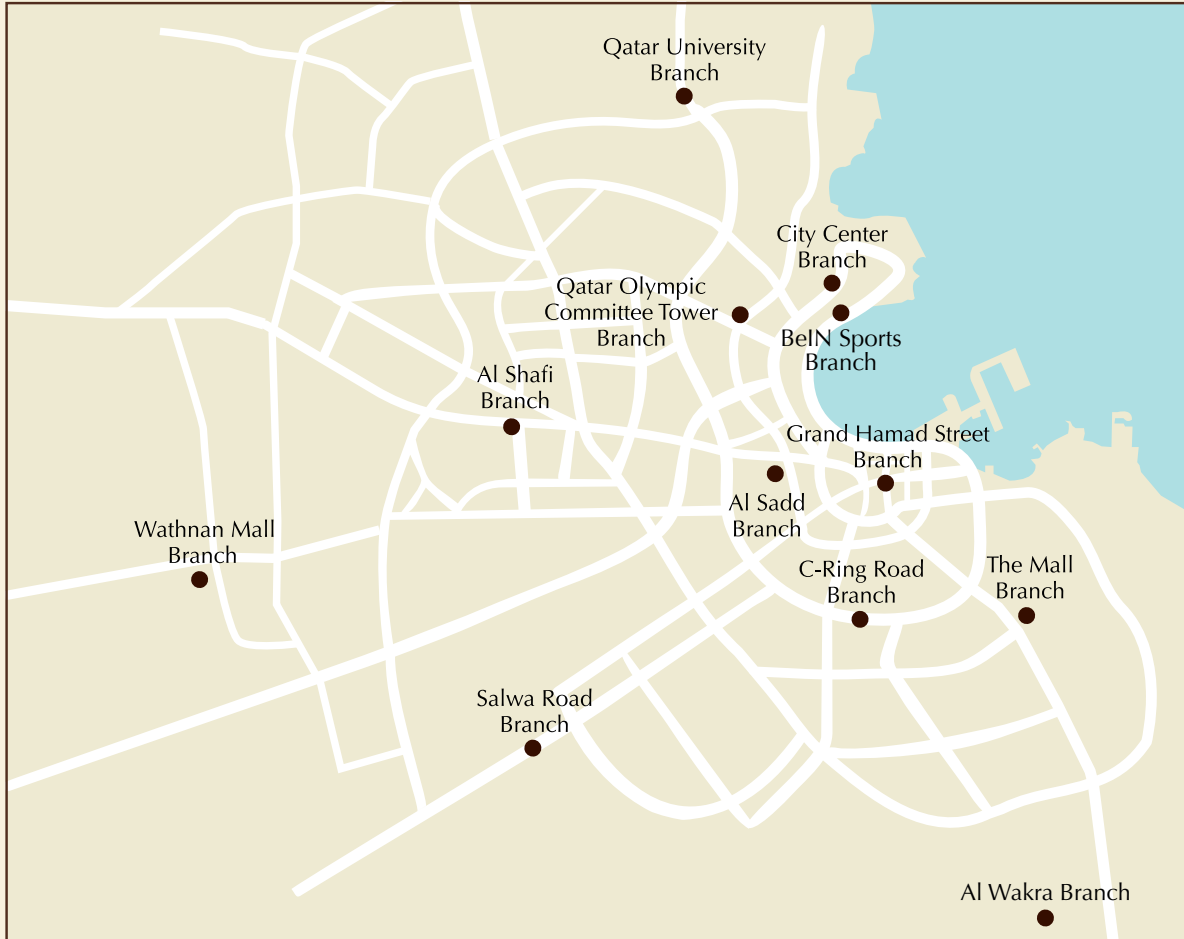 Qatar University
Branch
City Center
Branch
Qatar Olympic
Committee Tower
Branch
BeIN Sports
Branch
Al Shafi
Branch
Grand Hamad Street
Branch
Al Sadd
Branch
Wathnan Mall
Branch
C-Ring Road
Branch
The Mall
Branch
Salwa Road
Branch
Al Wakra Branch